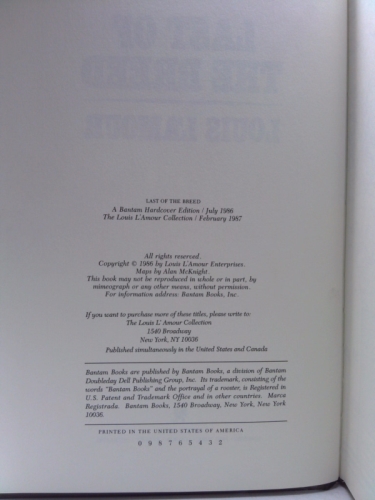 LAST OF THE BREED
A Bantam Hardcover Edition / July 1986
The Louis L'Amour Collection / February 1987
All rights reserved.
Copyright © 1986 by Louis L'Amour Enterprises.
Maps by Alan McKnight.
This book may not be reproduced in whole or in part, by
mimeograph or any other means, without permission.
For information address: Bantam Books, Inc.
If you want to purchase more of these titles, please write to:
The Louis L' Amour Collection
1540 Broadway
New York, NY 10036
Published simultaneously in the United States and Canada
Bantam Books are published by Bantam Books, a division of Bantam
Doubleday Dell Publishing Group, Inc. Its trademark, consisting of the
words "Bantam Books" and the portrayal of a rooster, is Registered in
U.S. Patent and Trademark Office and in other countries. Marca
Registrada. Bantam Books, 1540 Broadway, New York, New York
10036.
PRINTED IN THE UNITED STATES OF AMERICA
0 9 8 7 6 5 4 3 2